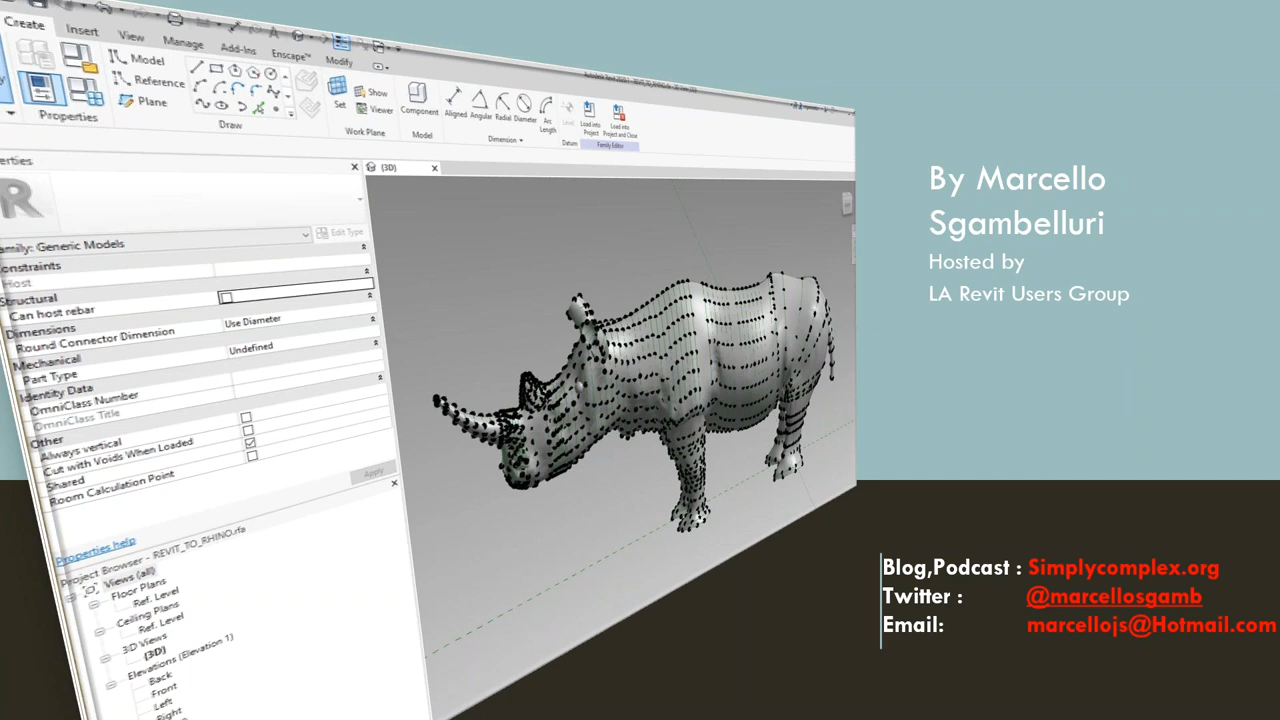 Create
Insert
View
Manage
Add-Ins
Enscape™
Modify
Model
Reference
Plane
Set
Show
Viewer
Component
Aligned
Angular
Radial
Diameter
Arc
Length
Level
Load into
Project
Load into
Project and Close
Properties
Draw
Work Plane
Model
Dimension
Datum
Family Editor
erties
(3D)
R
amily: Generic Models
Edit Type
onstraints
Host
Structural
Can host rebar
Dimensions
Round Connector Dimension
Use Diameter
Mechanical
Part Type
Undefined
Identity Data
OmniClass Number
OmniClass Title
Other
Always vertical
Cut with Voids When Loaded
Shared
Room Calculation Point
Properties help
Apply
Project Browser - REVIT_TO_RHINO.rfa
Views (all)
Floor Plans
Ref. Level
Ceiling Plans
Ref. Level
3D Views
(3D)
Elevations (Elevation 1)
Back
Front
Left
Right
By Marcello
Sgambelluri
Hosted by
LA Revit Users Group
Blog,Podcast : Simplycomplex.org
Twitter : @marcellosgamb
Email: marcellojs@Hotmail.com